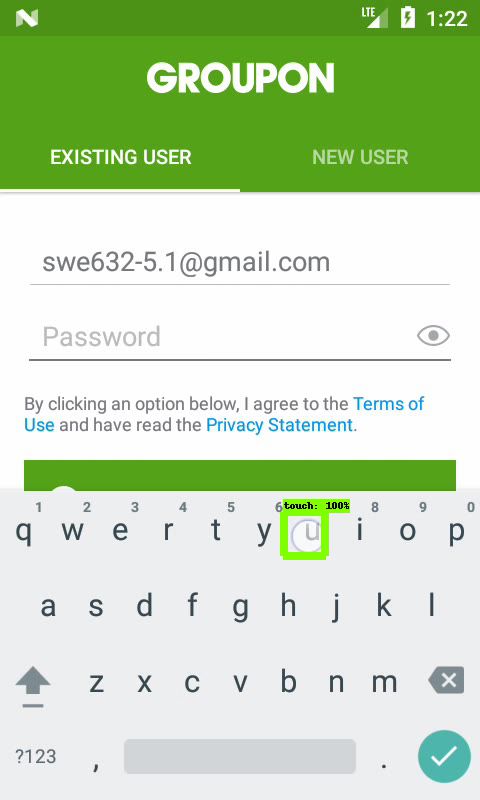 LTE 1:22
GROUPON
EXISTING USER NEW USER
swe632-5.1@gmail.com
Password
By clicking an option below, I agree to the Terms of
Use and have read the Privacy Statement.
touch: 100%
1 2 3 4 5 6 8 9 0
q w e r t y u i o p
a s d f g h j k l
z x c v b n m
?123 , .